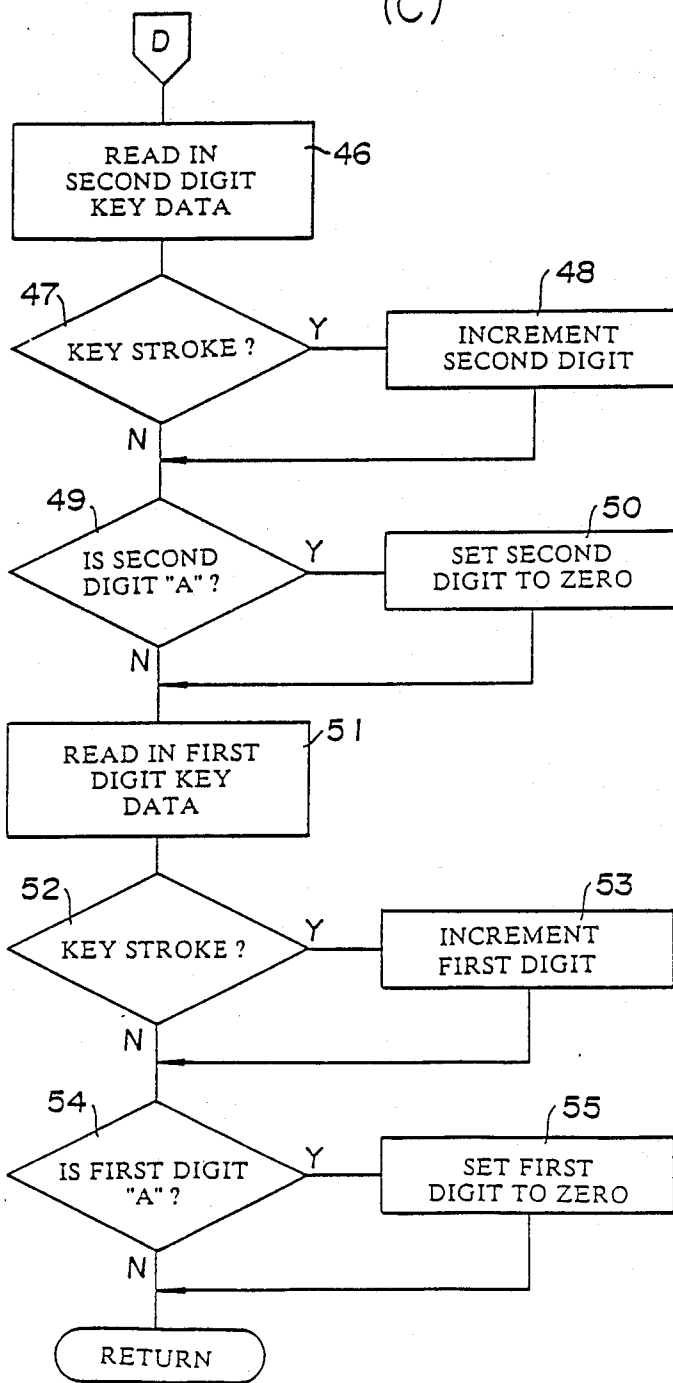 (C)
D
READ IN
SECOND DIGIT
KEY DATA
46
47
KEY STROKE ?
Y
48
INCREMENT
SECOND DIGIT
N
49
IS SECOND
DIGIT "A" ?
Y
50
SET SECOND
DIGIT TO ZERO
N
51
READ IN FIRST
DIGIT KEY
DATA
52
KEY STROKE ?
Y
53
INCREMENT
FIRST DIGIT
N
54
IS FIRST DIGIT
"A" ?
Y
55
SET FIRST
DIGIT TO ZERO
N
RETURN